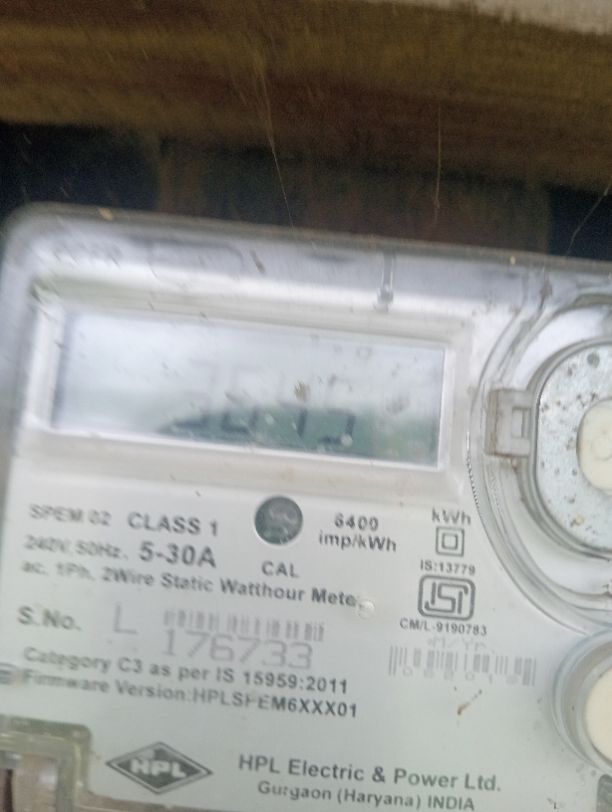 SPEM 02 CLASS 1
6400
imp/kWh
kWh
240V, 50Hz. 5-30A
CAL
IS:13779
ac. 1Ph. 2Wire Static Watthour Mete
ISI
CM/L-9190783
S.No. L 176733
Category C3 as per IS 15959:2011
Firmware Version:HPLSPEM6XXX01
HPL
HPL Electric & Power Ltd.
Gurgaon (Haryana) INDIA